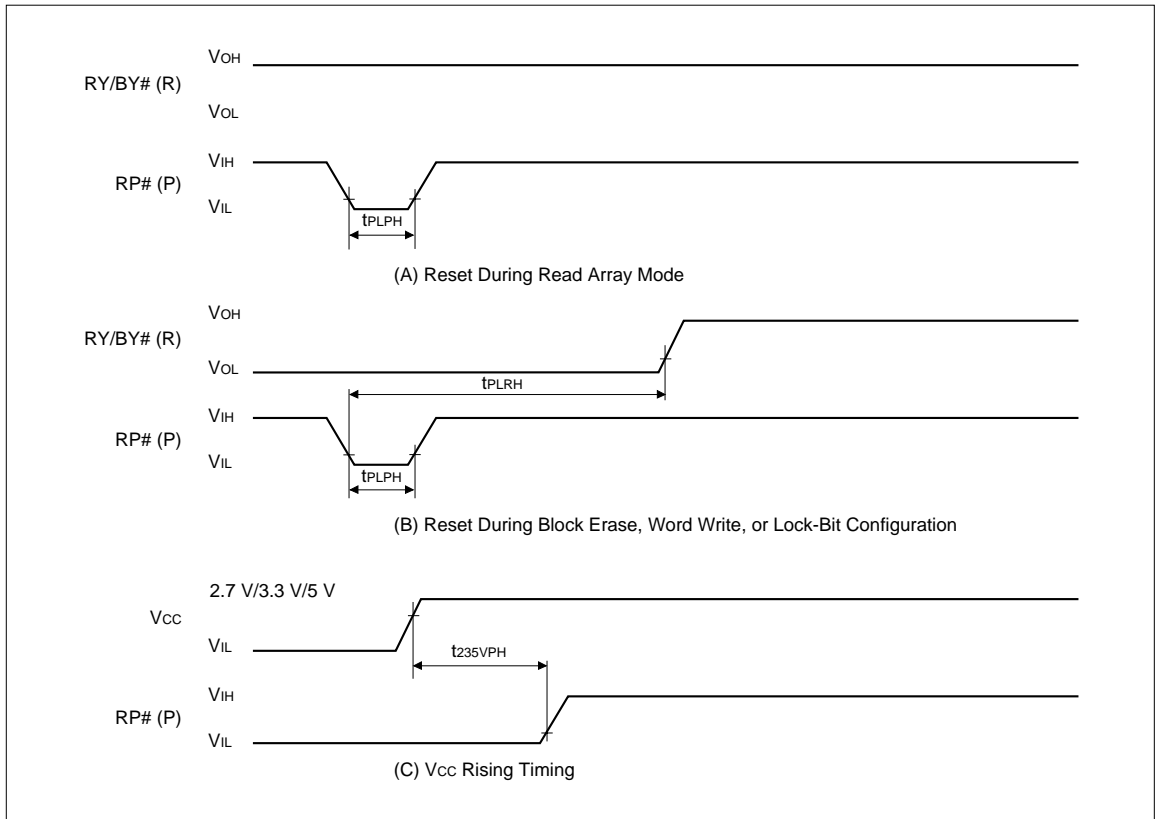 VOH
RY/BY# (R)
VOL
VIH
RP# (P)
VIL
tPLPH
(A) Reset During Read Array Mode
VOH
RY/BY# (R)
VOL
tPLRH
VIH
RP# (P)
VIL
tPLPH
(B) Reset During Block Erase, Word Write, or Lock-Bit Configuration
2.7 V/3.3 V/5 V
VCC
VIL
t235VPH
VIH
RP# (P)
VIL
(C) VCC Rising Timing